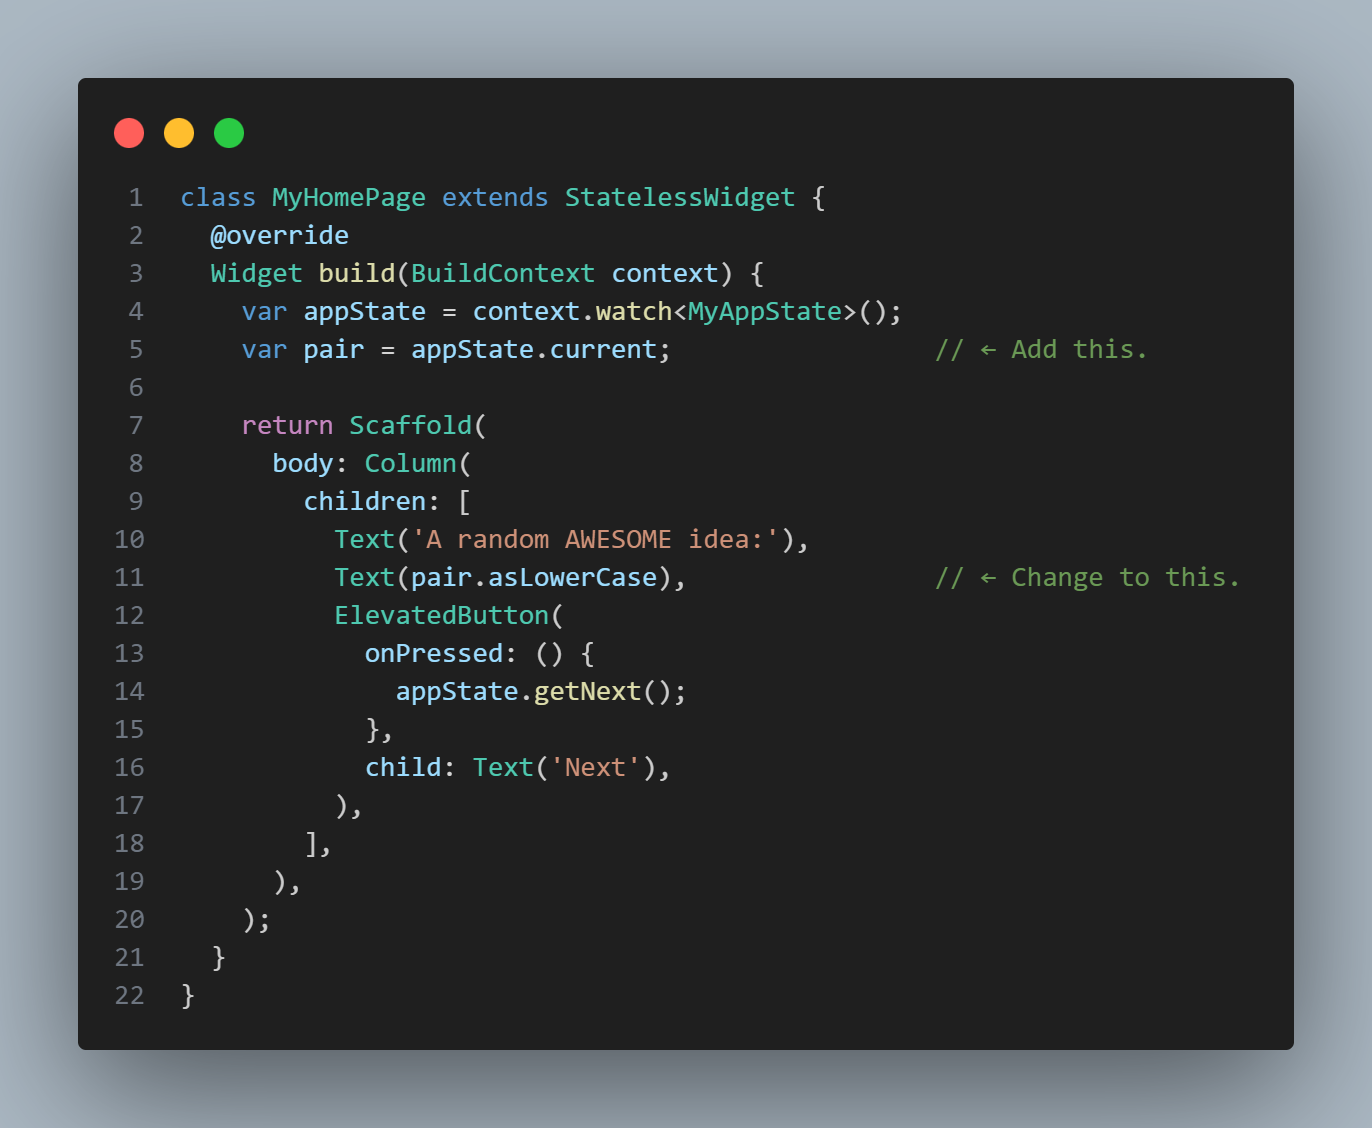 1 class MyHomePage extends StatelessWidget {
2   @override
3   Widget build(BuildContext context) {
4     var appState = context.watch<MyAppState>();
5     var pair = appState.current;                 // ← Add this.
6
7     return Scaffold(
8       body: Column(
9         children: [
10           Text('A random AWESOME idea:'),
11           Text(pair.asLowerCase),                // ← Change to this.
12           ElevatedButton(
13             onPressed: () {
14               appState.getNext();
15             },
16             child: Text('Next'),
17           ),
18         ],
19       ),
20     );
21   }
22 }